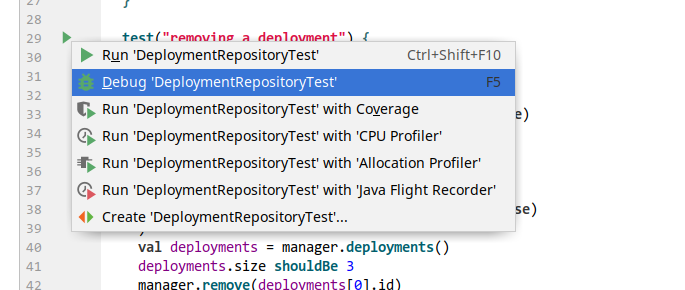 27 }
28
29 test("removing a deployment") {
30 Run 'DeploymentRepositoryTest' Ctrl+Shift+F10
31 Debug 'DeploymentRepositoryTest' F5
32
33 Run 'DeploymentRepositoryTest' with Coverage e)
34 Run 'DeploymentRepositoryTest' with 'CPU Profiler'
35
36 Run 'DeploymentRepositoryTest' with 'Allocation Profiler'
37 Run 'DeploymentRepositoryTest' with 'Java Flight Recorder'
38 Create 'DeploymentRepositoryTest'... se)
39 )
40 val deployments = manager.deployments()
41 deployments.size shouldBe 3
42 manager.remove(deployments[0].id)